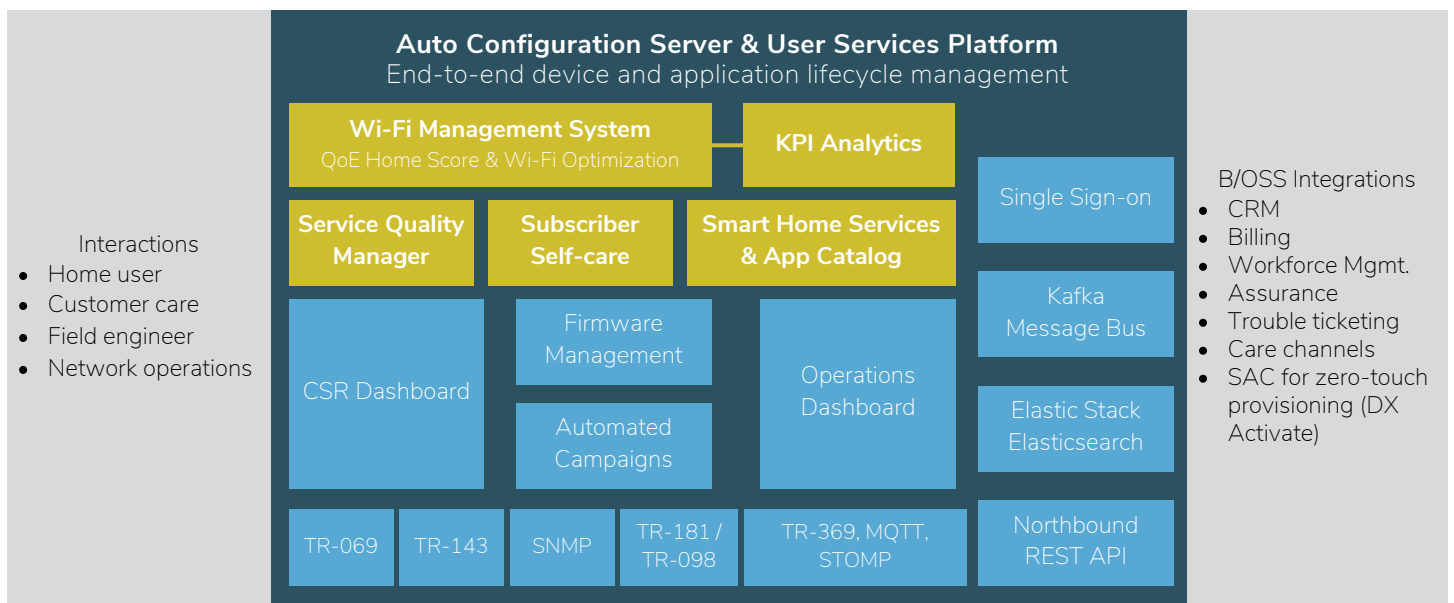 Auto Configuration Server & User Services Platform
End-to-end device and application lifecycle management
Interactions
• Home user
• Customer care
• Field engineer
• Network operations
Wi-Fi Management System
QoE Home Score & Wi-Fi Optimization
KPI Analytics
Service Quality
Manager
Subscriber
Self-care
Smart Home Services
& App Catalog
CSR Dashboard
Firmware
Management
Automated
Campaigns
Operations
Dashboard
TR-069
TR-143
SNMP
TR-181 /
TR-098
TR-369, MQTT,
STOMP
Single Sign-on
Kafka
Message Bus
Elastic Stack
Elasticsearch
Northbound
REST API
B/OSS Integrations
• CRM
• Billing
• Workforce Mgmt.
• Assurance
• Trouble ticketing
• Care channels
• SAC for zero-touch
provisioning (DX
Activate)